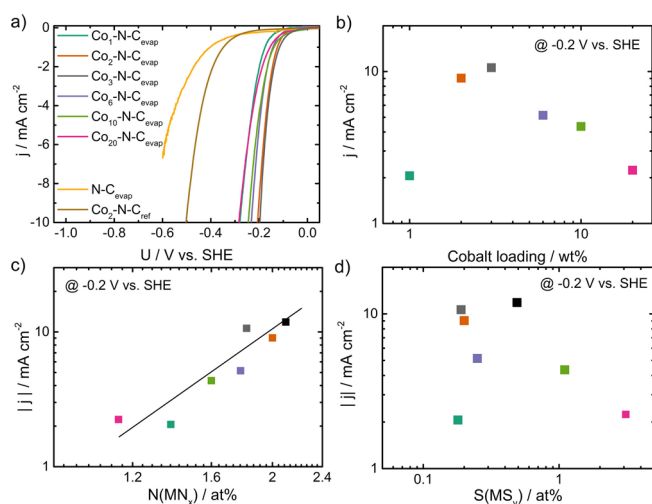 a)
0
-2
-4
-6
-8
-10
j / mA cm-2
Co1-N-Cevap
Co2-N-Cevap
Co3-N-Cevap
Co6-N-Cevap
Co10-N-Cevap
Co20-N-Cevap
N-Cevap
Co2-N-Cref
-1.0 -0.8 -0.6 -0.4 -0.2 0.0
U / V vs. SHE
b)
@ -0.2 V vs. SHE
10
1
j / mA cm-2
1 10
Cobalt loading / wt%
c)
@ -0.2 V vs. SHE
10
1
| j | / mA cm-2
1.2 1.6 2 2.4
N(MNx) / at%
d)
@ -0.2 V vs. SHE
10
1
|j| / mA cm-2
0.1 1
S(MSy) / at%